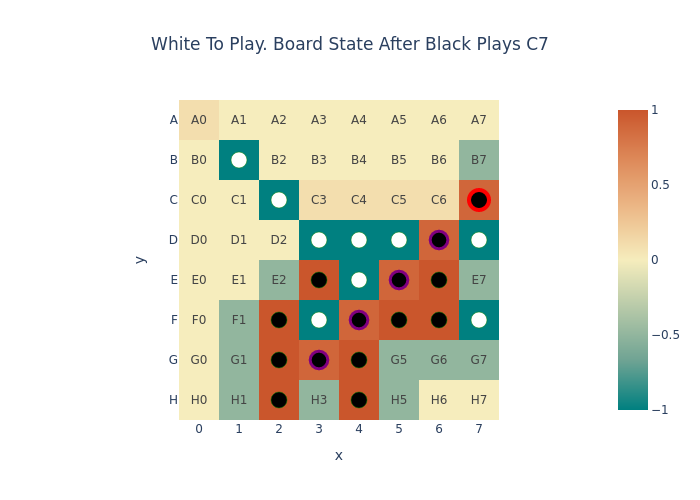 White To Play. Board State After Black Plays C7
A A0 A1 A2 A3 A4 A5 A6 A7 1
B B0 B2 B3 B4 B5 B6 B7
C C0 C1 C3 C4 C5 C6 0.5
D D0 D1 D2
y E E0 E1 E2 E7 0
F F0 F1 −0.5
G G0 G1 G5 G6 G7
H H0 H1 H3 H5 H6 H7 −1
0 1 2 3 4 5 6 7
x